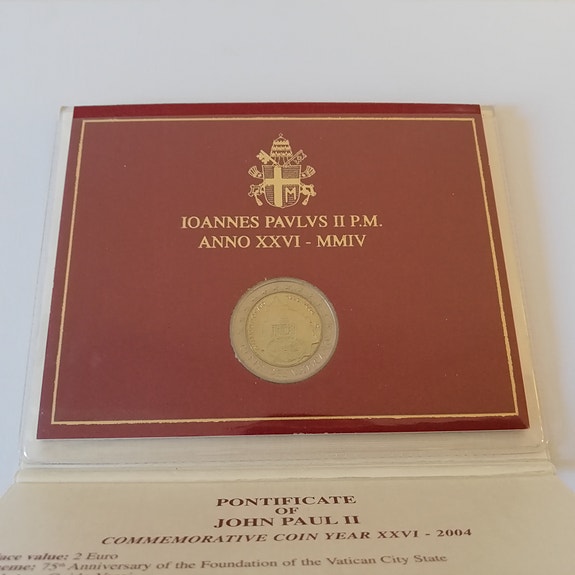 IOANNES PAVLVS II P.M.
ANNO XXVI - MMIV
PONTIFICATE
OF
JOHN PAUL II
COMMEMORATIVE COIN YEAR XXVI - 2004
ace value: 2 Euro
eme: 75th Anniversary of the Foundation of the Vatican City State